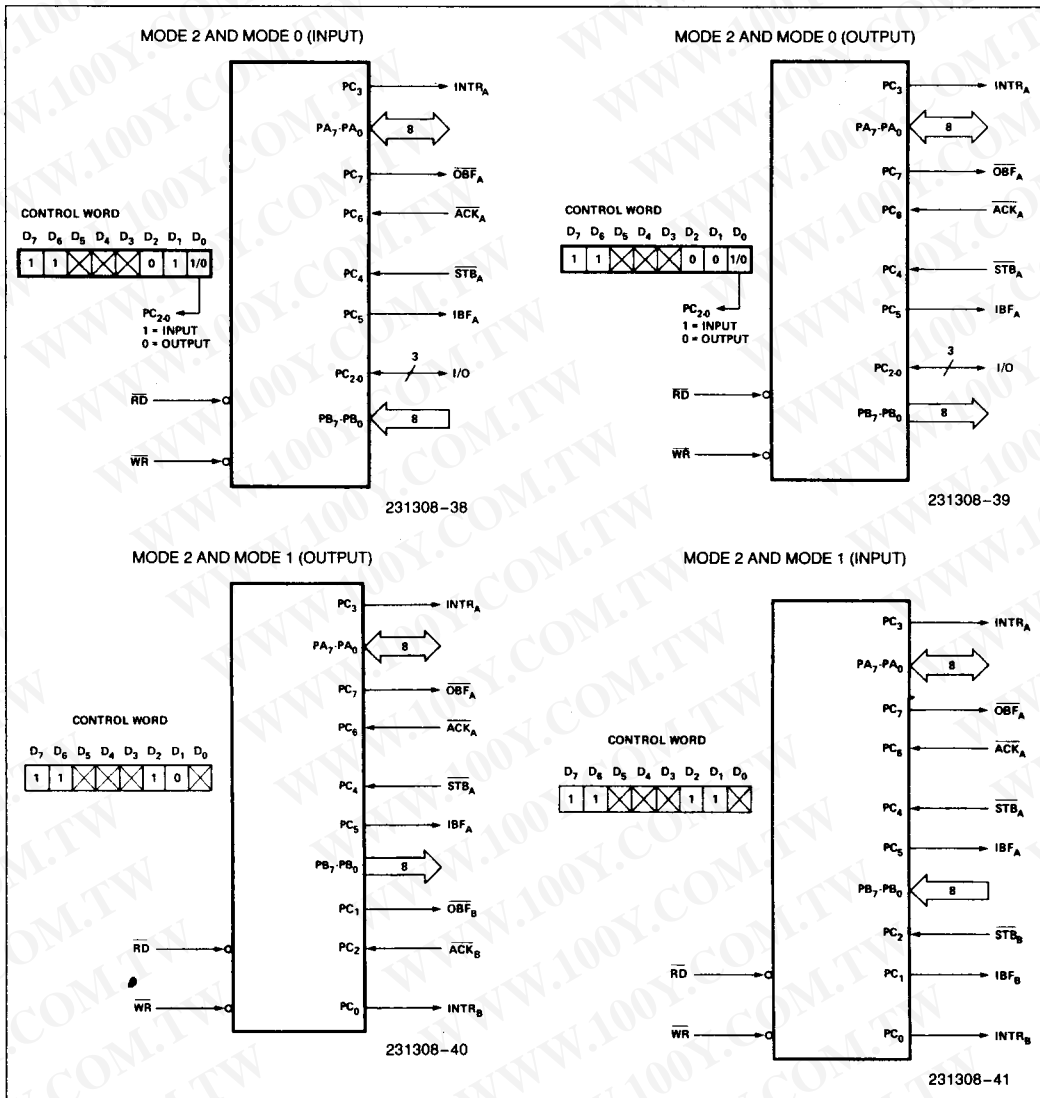 MODE 2 AND MODE 0 (INPUT)
PC3
INTRA
PA7-PA0
8
PC7
OBFA
PC6
ACKA
CONTROL WORD
D7 D6 D5 D4 D3 D2 D1 D0
1 1 X X X 0 1 1/0
PC4
STBA
PC2-0
1 = INPUT
0 = OUTPUT
PC5
IBFA
3
PC2-0
I/O
RD
PB7-PB0
8
WR
231308-38
MODE 2 AND MODE 0 (OUTPUT)
PC3
INTRA
PA7-PA0
8
PC7
OBFA
PC6
ACKA
CONTROL WORD
D7 D6 D5 D4 D3 D2 D1 D0
1 1 X X X 0 0 1/0
PC4
STBA
PC2-0
1 = INPUT
0 = OUTPUT
PC5
IBFA
3
PC2-0
I/O
RD
PB7-PB0
8
WR
231308-39
MODE 2 AND MODE 1 (OUTPUT)
PC3
INTRA
PA7-PA0
8
PC7
OBFA
CONTROL WORD
PC6
ACKA
D7 D6 D5 D4 D3 D2 D1 D0
1 1 X X X 1 0 X
PC4
STBA
PC5
IBFA
PB7-PB0
8
PC1
OBFB
RD
PC2
ACKB
WR
PC0
INTRB
231308-40
MODE 2 AND MODE 1 (INPUT)
PC3
INTRA
PA7-PA0
8
PC7
OBFA
CONTROL WORD
PC6
ACKA
D7 D6 D5 D4 D3 D2 D1 D0
1 1 X X X 1 1 X
PC4
STBA
PC5
IBFA
PB7-PB0
8
PC2
STBB
RD
PC1
IBFB
WR
PC0
INTRB
231308-41
WWW.100Y.COM.TW